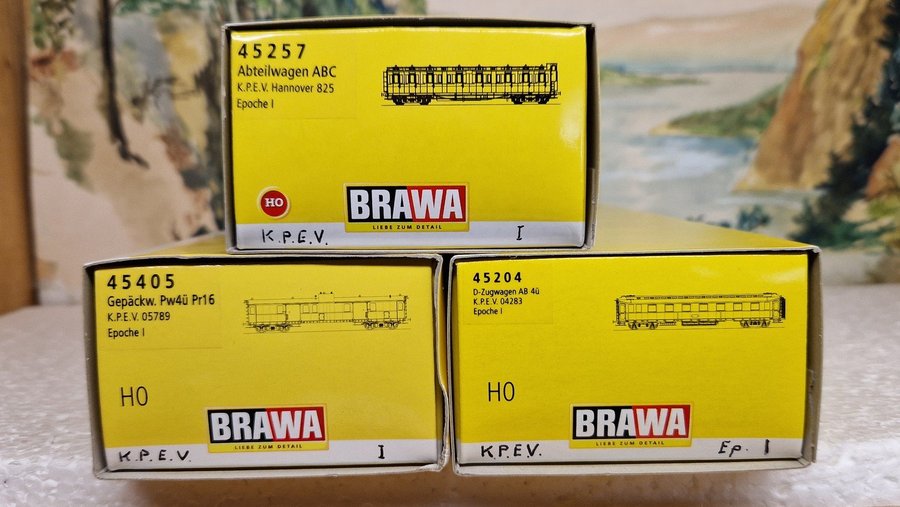 45257
Abteilwagen ABC
K.P.E.V. Hannover 825
Epoche I
HO
BRAWA
LIEBE ZUM DETAIL
K.P.E.V. I
45405
Gepäckw. Pw4ü Pr16
K.P.E.V. 05789
Epoche I
H0
BRAWA
LIEBE ZUM DETAIL
K.P.E.V. I
45204
D-Zugwagen AB 4ü
K.P.E.V. 04283
Epoche I
H0
BRAWA
LIEBE ZUM DETAIL
KPEV. Ep. I